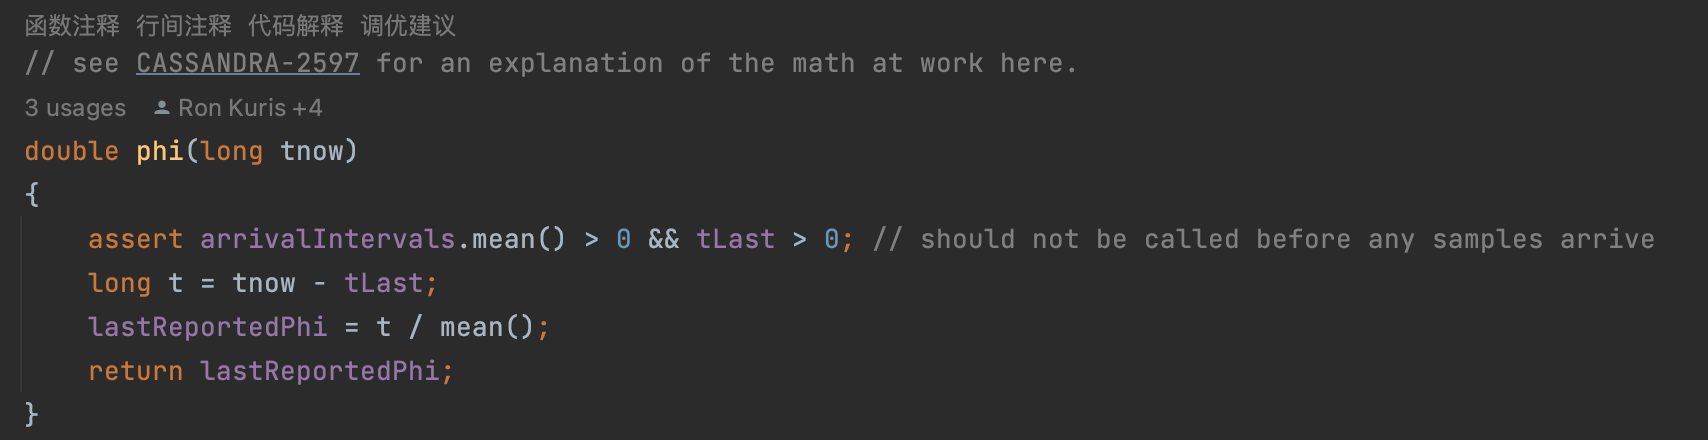 函数注释 行间注释 代码解释 调优建议
// see CASSANDRA-2597 for an explanation of the math at work here.
3 usages Ron Kuris +4
double phi(long tnow)
{
    assert arrivalIntervals.mean() > 0 && tLast > 0; // should not be called before any samples arrive
    long t = tnow - tLast;
    lastReportedPhi = t / mean();
    return lastReportedPhi;
}